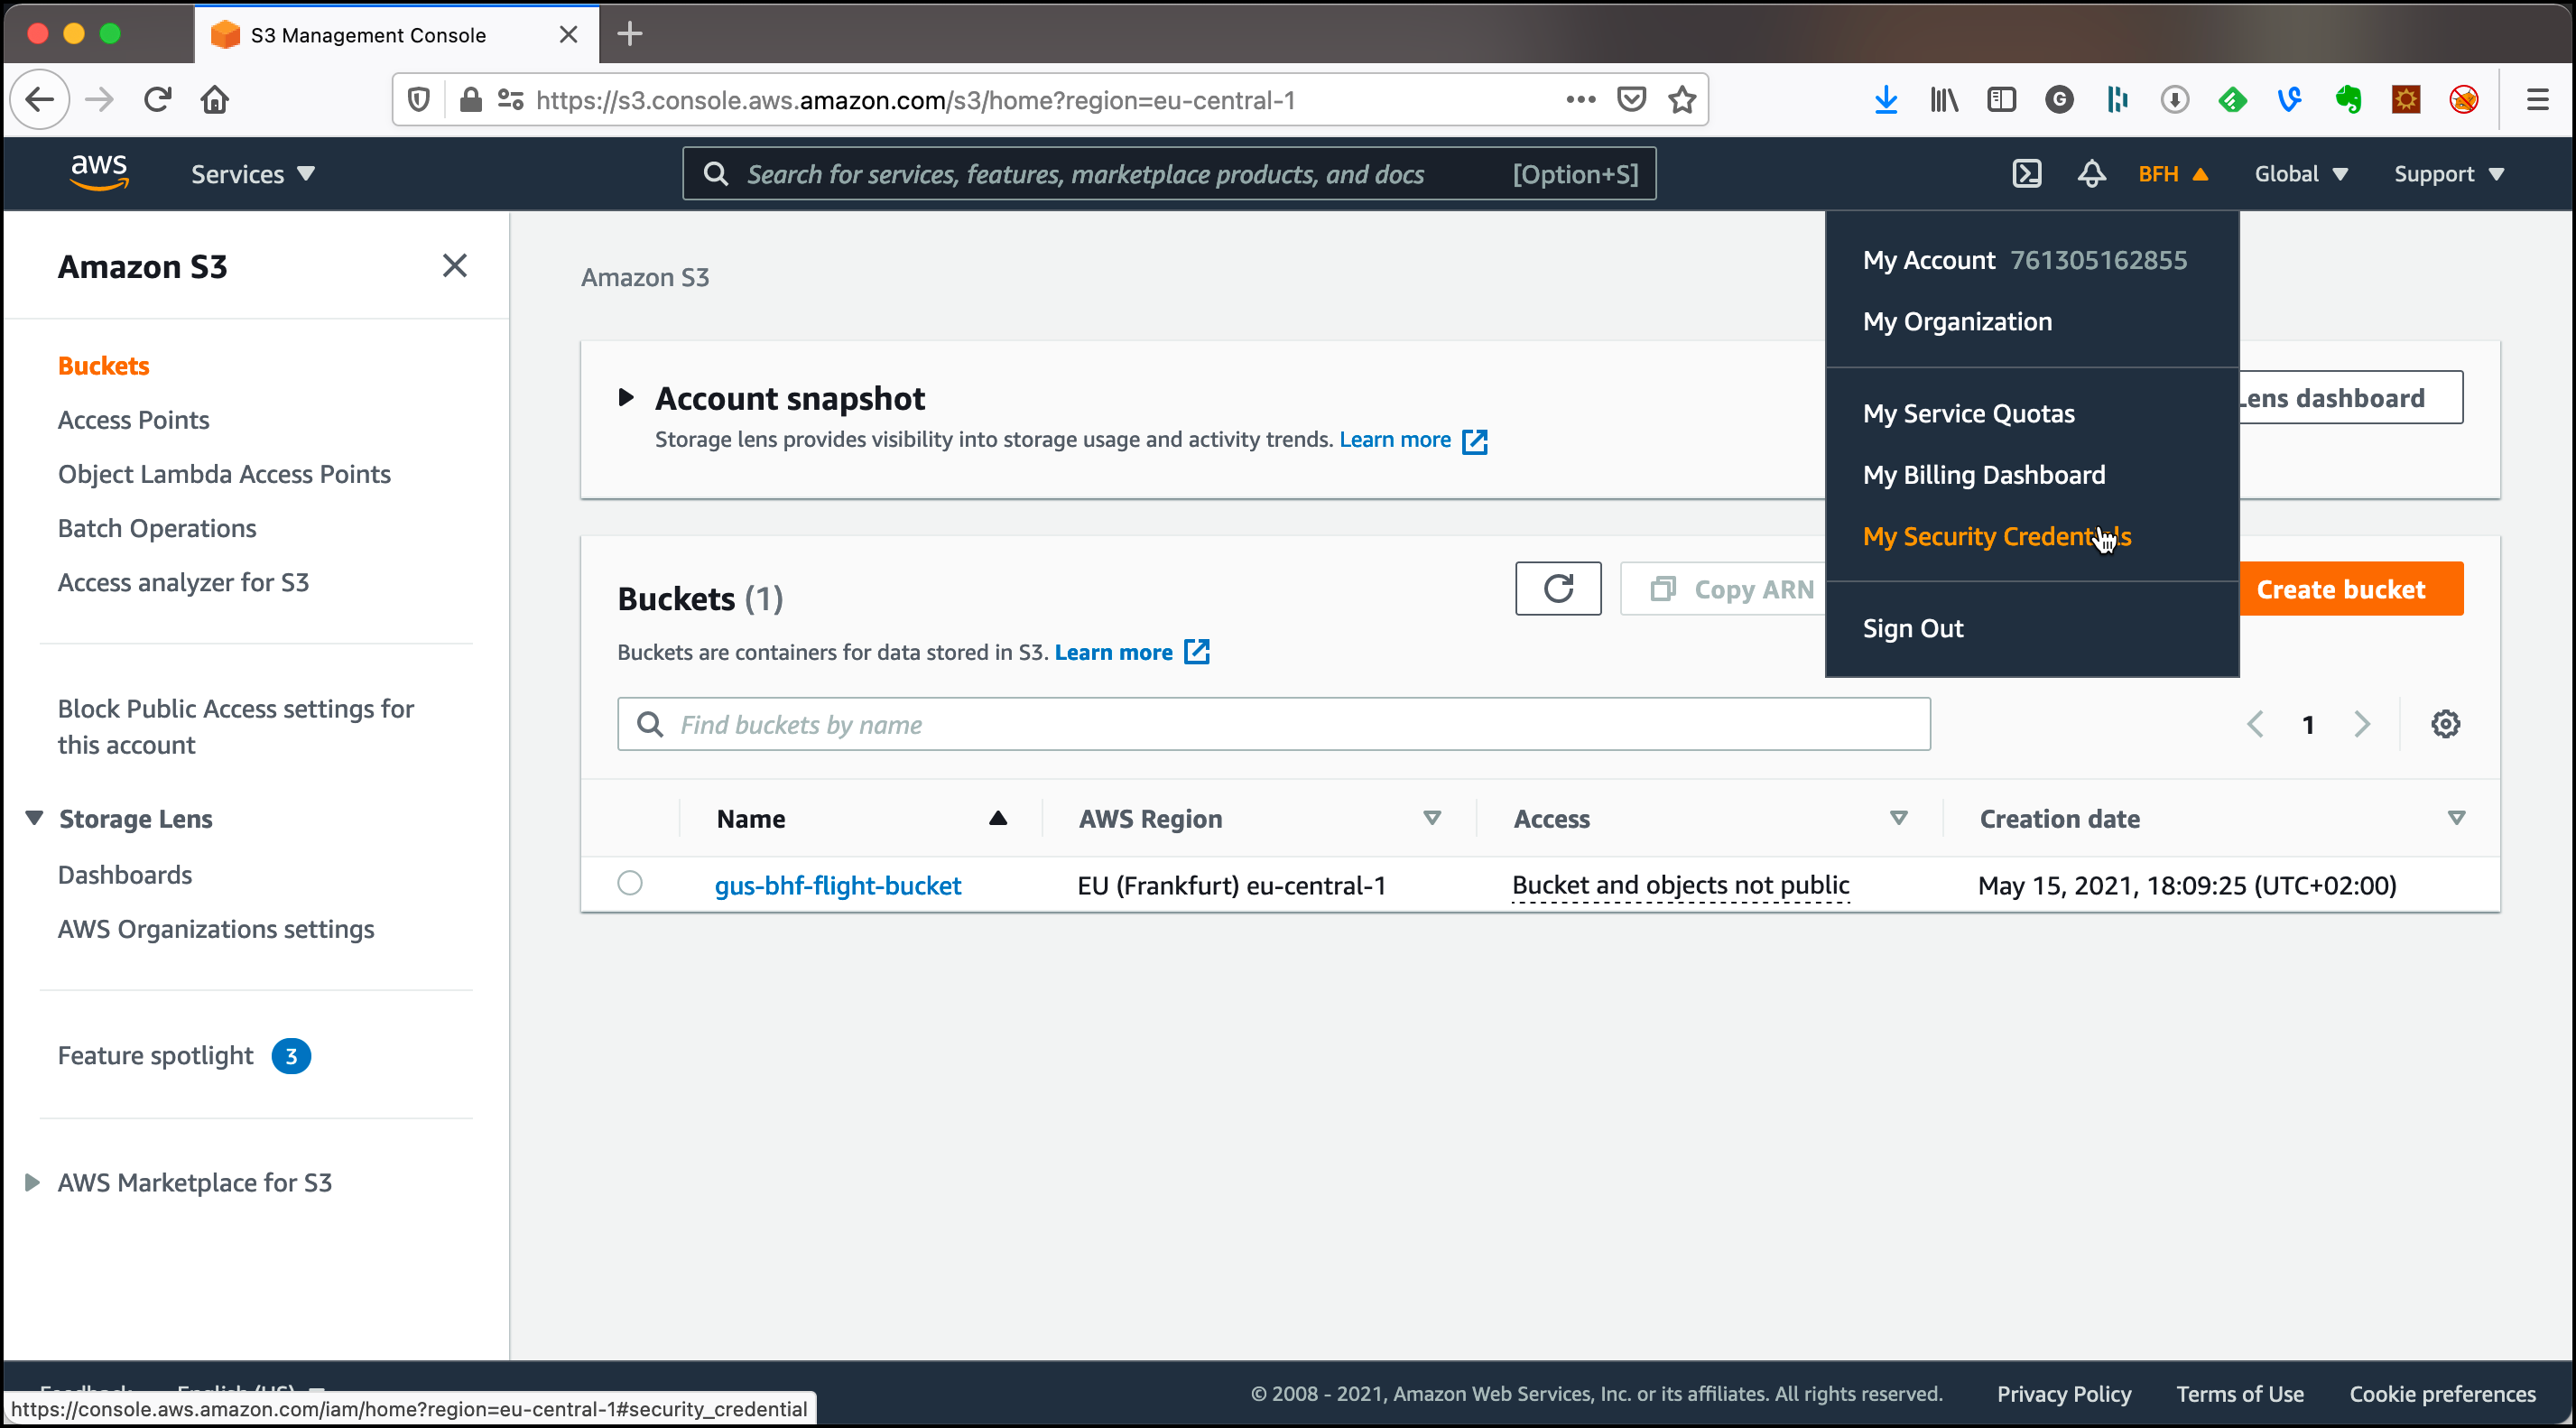 S3 Management Console
https://s3.console.aws.amazon.com/s3/home?region=eu-central-1
aws
Services
Search for services, features, marketplace products, and docs [Option+S]
BFH
Global
Support
Amazon S3
Buckets
Access Points
Object Lambda Access Points
Batch Operations
Access analyzer for S3
Block Public Access settings for
this account
Storage Lens
Dashboards
AWS Organizations settings
Feature spotlight 3
AWS Marketplace for S3
Amazon S3
Account snapshot
Storage lens provides visibility into storage usage and activity trends. Learn more
Lens dashboard
My Account 761305162855
My Organization
My Service Quotas
My Billing Dashboard
My Security Credentials
Sign Out
Buckets (1)
Copy ARN
Create bucket
Buckets are containers for data stored in S3. Learn more
Find buckets by name
1
Name AWS Region Access Creation date
gus-bhf-flight-bucket EU (Frankfurt) eu-central-1 Bucket and objects not public May 15, 2021, 18:09:25 (UTC+02:00)
© 2008 - 2021, Amazon Web Services, Inc. or its affiliates. All rights reserved. Privacy Policy Terms of Use Cookie preferences
https://console.aws.amazon.com/iam/home?region=eu-central-1#security_credential